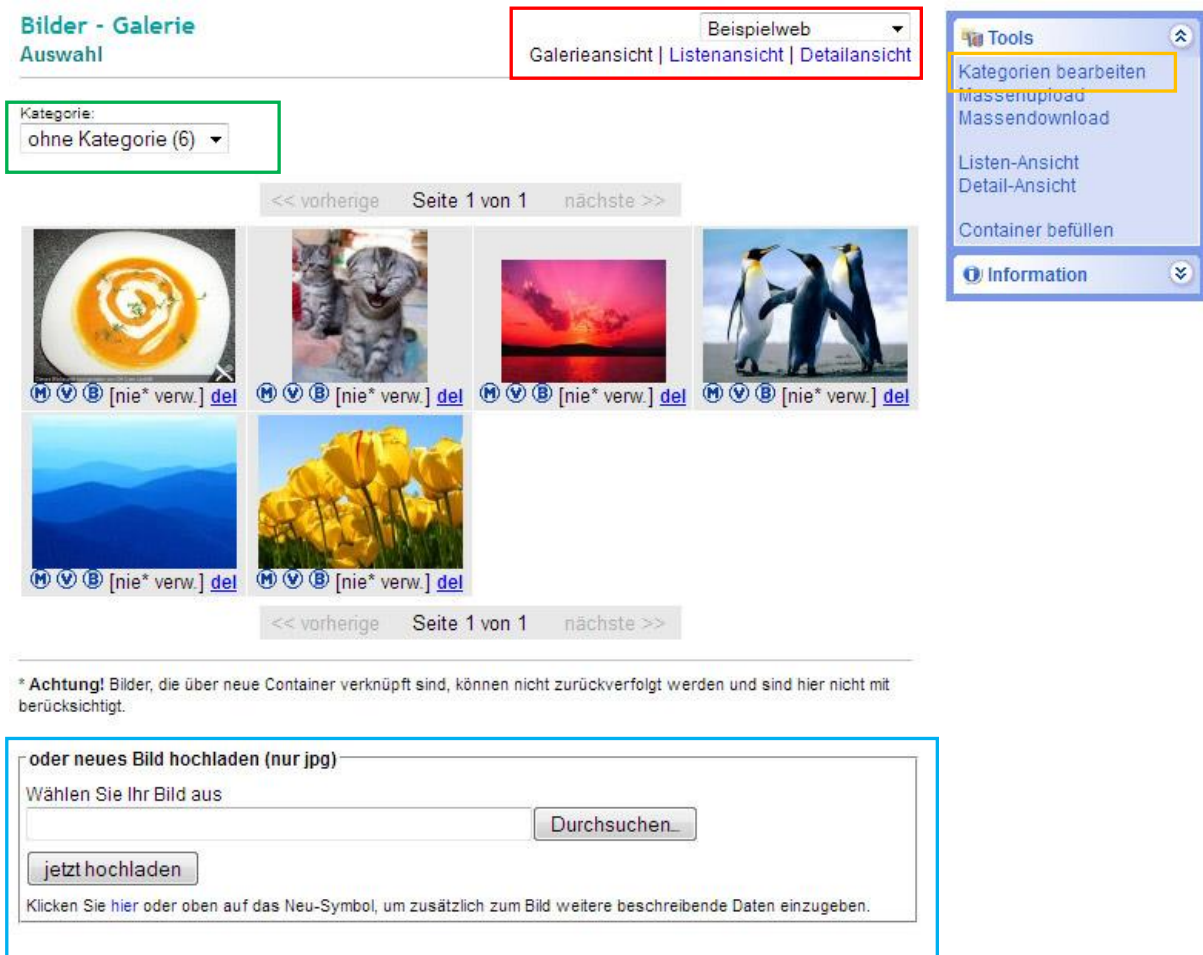 Bilder - Galerie
Auswahl
Beispielweb
Galerieansicht | Listenansicht | Detailansicht
Kategorie:
ohne Kategorie (6)
<< vorherige Seite 1 von 1 nächste >>
M V B [nie* verw.] del
M V B [nie* verw.] del
M V B [nie* verw.] del
M V B [nie* verw.] del
M V B [nie* verw.] del
M V B [nie* verw.] del
<< vorherige Seite 1 von 1 nächste >>
* Achtung! Bilder, die über neue Container verknüpft sind, können nicht zurückverfolgt werden und sind hier nicht mit
berücksichtigt.
oder neues Bild hochladen (nur jpg)
Wählen Sie Ihr Bild aus
Durchsuchen...
jetzt hochladen
Klicken Sie hier oder oben auf das Neu-Symbol, um zusätzlich zum Bild weitere beschreibende Daten einzugeben.
Tools
Kategorien bearbeiten
Massenupload
Massendownload
Listen-Ansicht
Detail-Ansicht
Container befüllen
Information